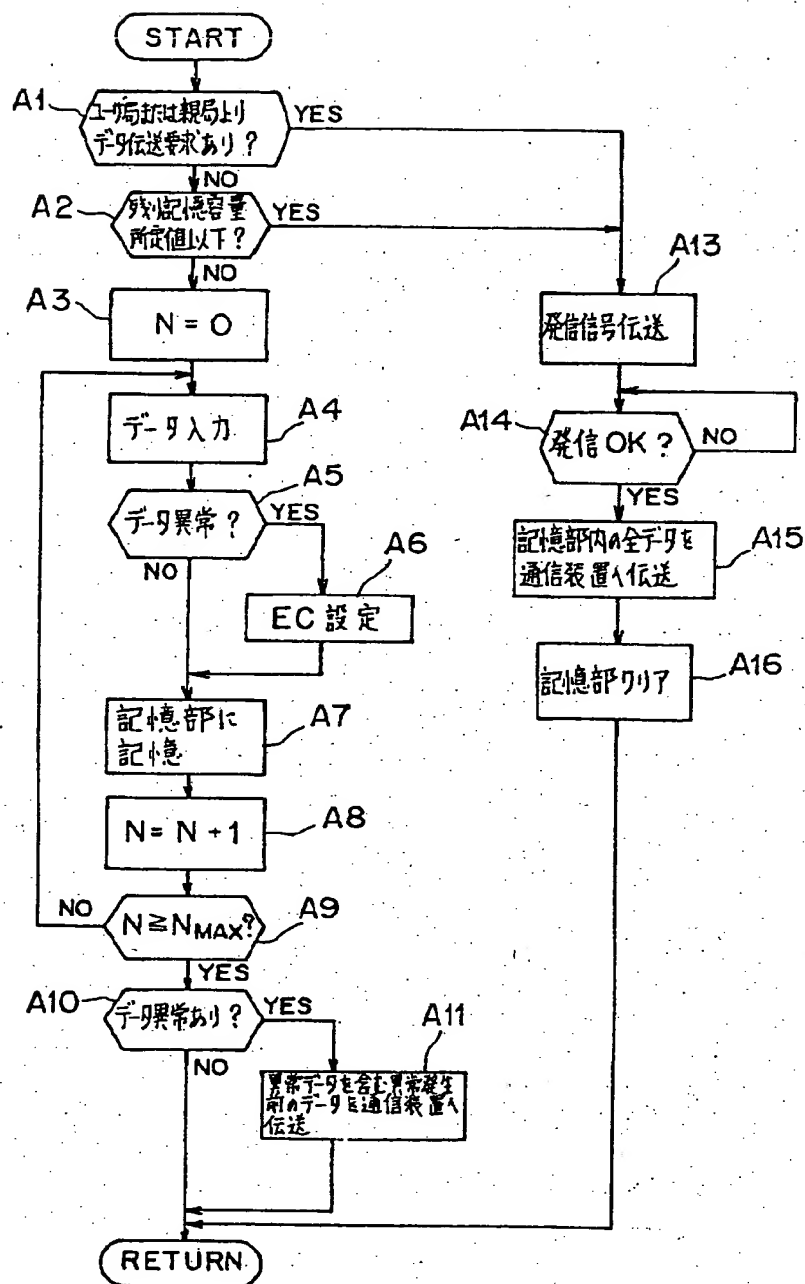 START
A1
ユーザ局または親局より
データ伝送要求あり?
YES
NO
A2
残り記憶容量
所定値以下?
YES
NO
A3
N = 0
A4
データ入力
A5
データ異常?
YES
NO
A6
EC 設定
A7
記憶部に
記憶
A8
N = N + 1
A9
N ≧ NMAX?
NO
YES
A10
データ異常あり?
YES
NO
A11
異常データを含む異常発生
前のデータを通信装置へ
伝送
A13
発信信号伝送
A14
発信 OK?
NO
YES
A15
記憶部内の全データを
通信装置へ伝送
A16
記憶部クリア
RETURN